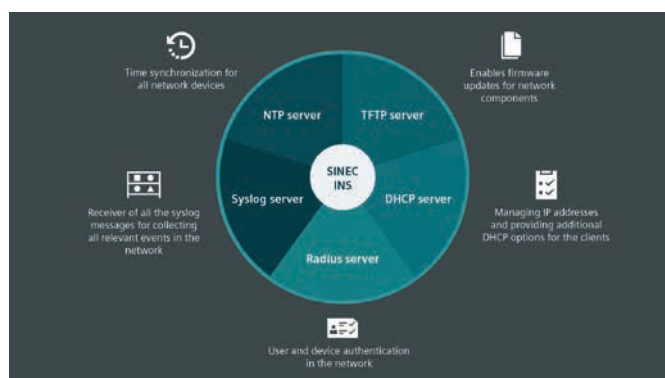 Time synchronization for
all network devices
Enables firmware
updates for network
components
NTP server
TFTP server
SINEC
INS
Syslog server
DHCP server
Radius server
Receiver of all the syslog
messages for collecting
all relevant events in the
network
Managing IP addresses
and providing additional
DHCP options for the clients
User and device authentication
in the network